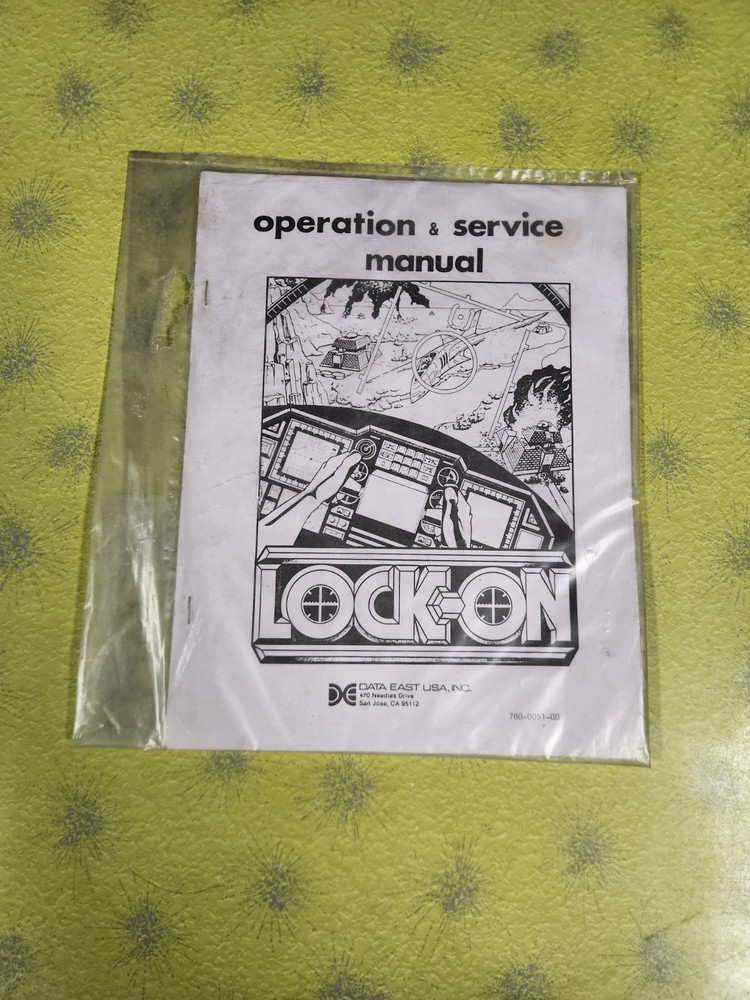 operation & service
manual
LOCK-ON
DATA EAST USA, INC.
470 Needles Drive
San Jose, CA 95112
780-0051-00